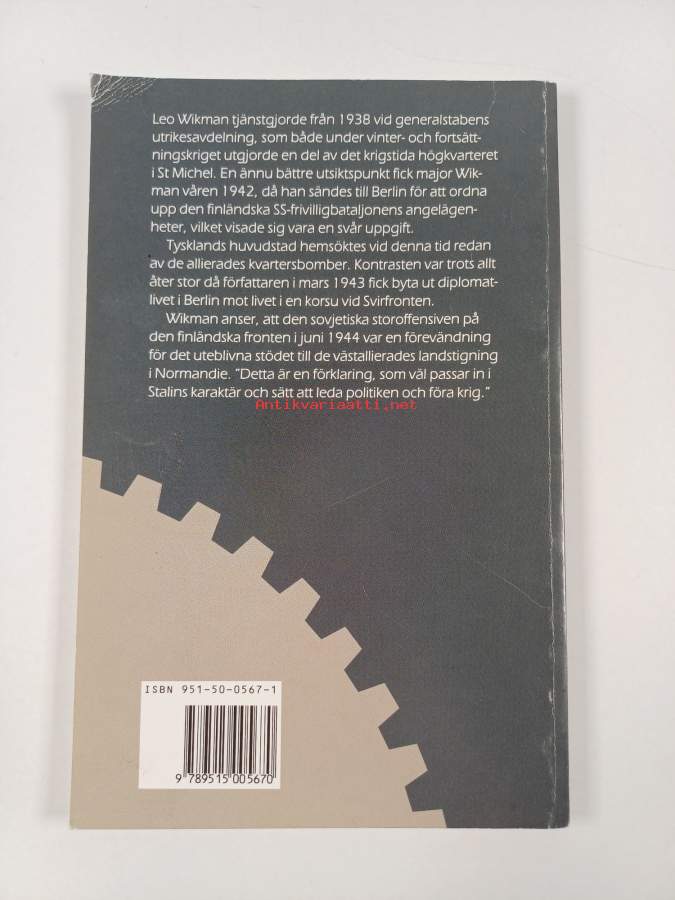 Leo Wikman tjänstgjorde från 1938 vid generalstabens
utrikesavdelning, som både under vinter- och fortsätt-
ningskriget utgjorde en del av det krigstida högkvarteret
i St Michel. En ännu bättre utsiktspunkt fick major Wik-
man våren 1942, då han sändes till Berlin för att ordna
upp den finländska SS-frivilligbataljonens angelägen-
heter, vilket visade sig vara en svår uppgift.
Tysklands huvudstad hemsöktes vid denna tid redan
av de allierades kvartersbomber. Kontrasten var trots allt
åter stor då författaren i mars 1943 fick byta ut diplomat-
livet i Berlin mot livet i en korsu vid Svirfronten.
Wikman anser, att den sovjetiska storoffensiven på
den finländska fronten i juni 1944 var en förevändning
för det uteblivna stödet till de västallierades landstigning
i Normandie. "Detta är en förklaring, som väl passar in i
Stalins karaktär och sätt att leda politiken och föra krig."
Antikvariaatti.net
ISBN 951-50-0567-1
9 789515 005670